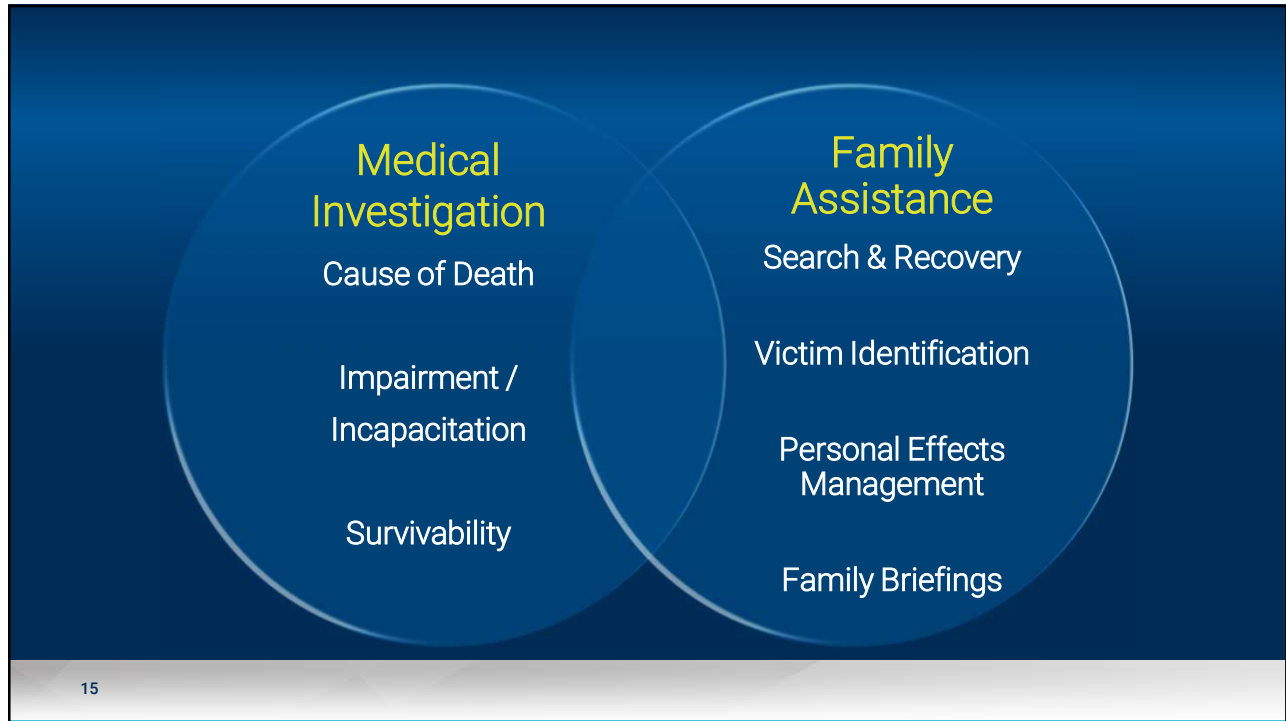 Medical
Investigation
Cause of Death
Impairment /
Incapacitation
Survivability
Family
Assistance
Search & Recovery
Victim Identification
Personal Effects
Management
Family Briefings
15